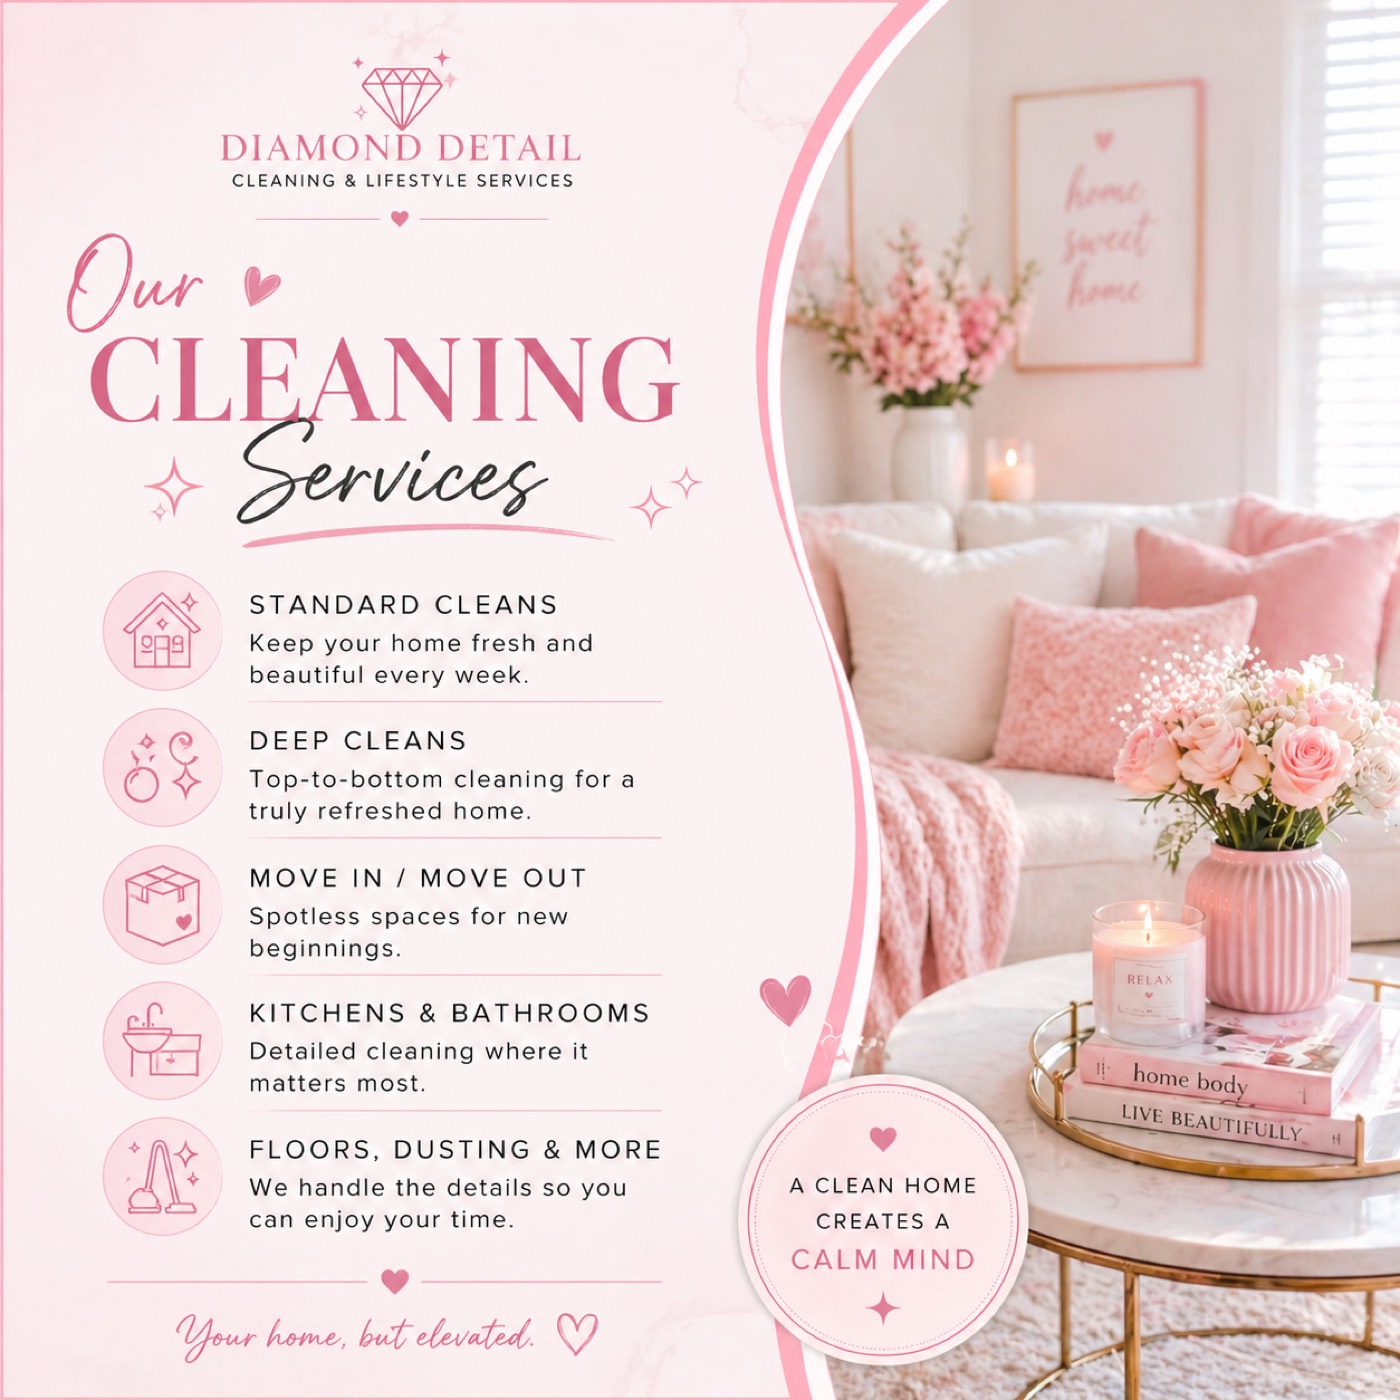 DIAMOND DETAIL
CLEANING & LIFESTYLE SERVICES
Our
CLEANING
Services
STANDARD CLEANS
Keep your home fresh and
beautiful every week.
DEEP CLEANS
Top-to-bottom cleaning for a
truly refreshed home.
MOVE IN / MOVE OUT
Spotless spaces for new
beginnings.
KITCHENS & BATHROOMS
Detailed cleaning where it
matters most.
FLOORS, DUSTING & MORE
We handle the details so you
can enjoy your time.
Your home, but elevated.
home
sweet
home
RELAX
home body
LIVE BEAUTIFULLY
A CLEAN HOME
CREATES A
CALM MIND